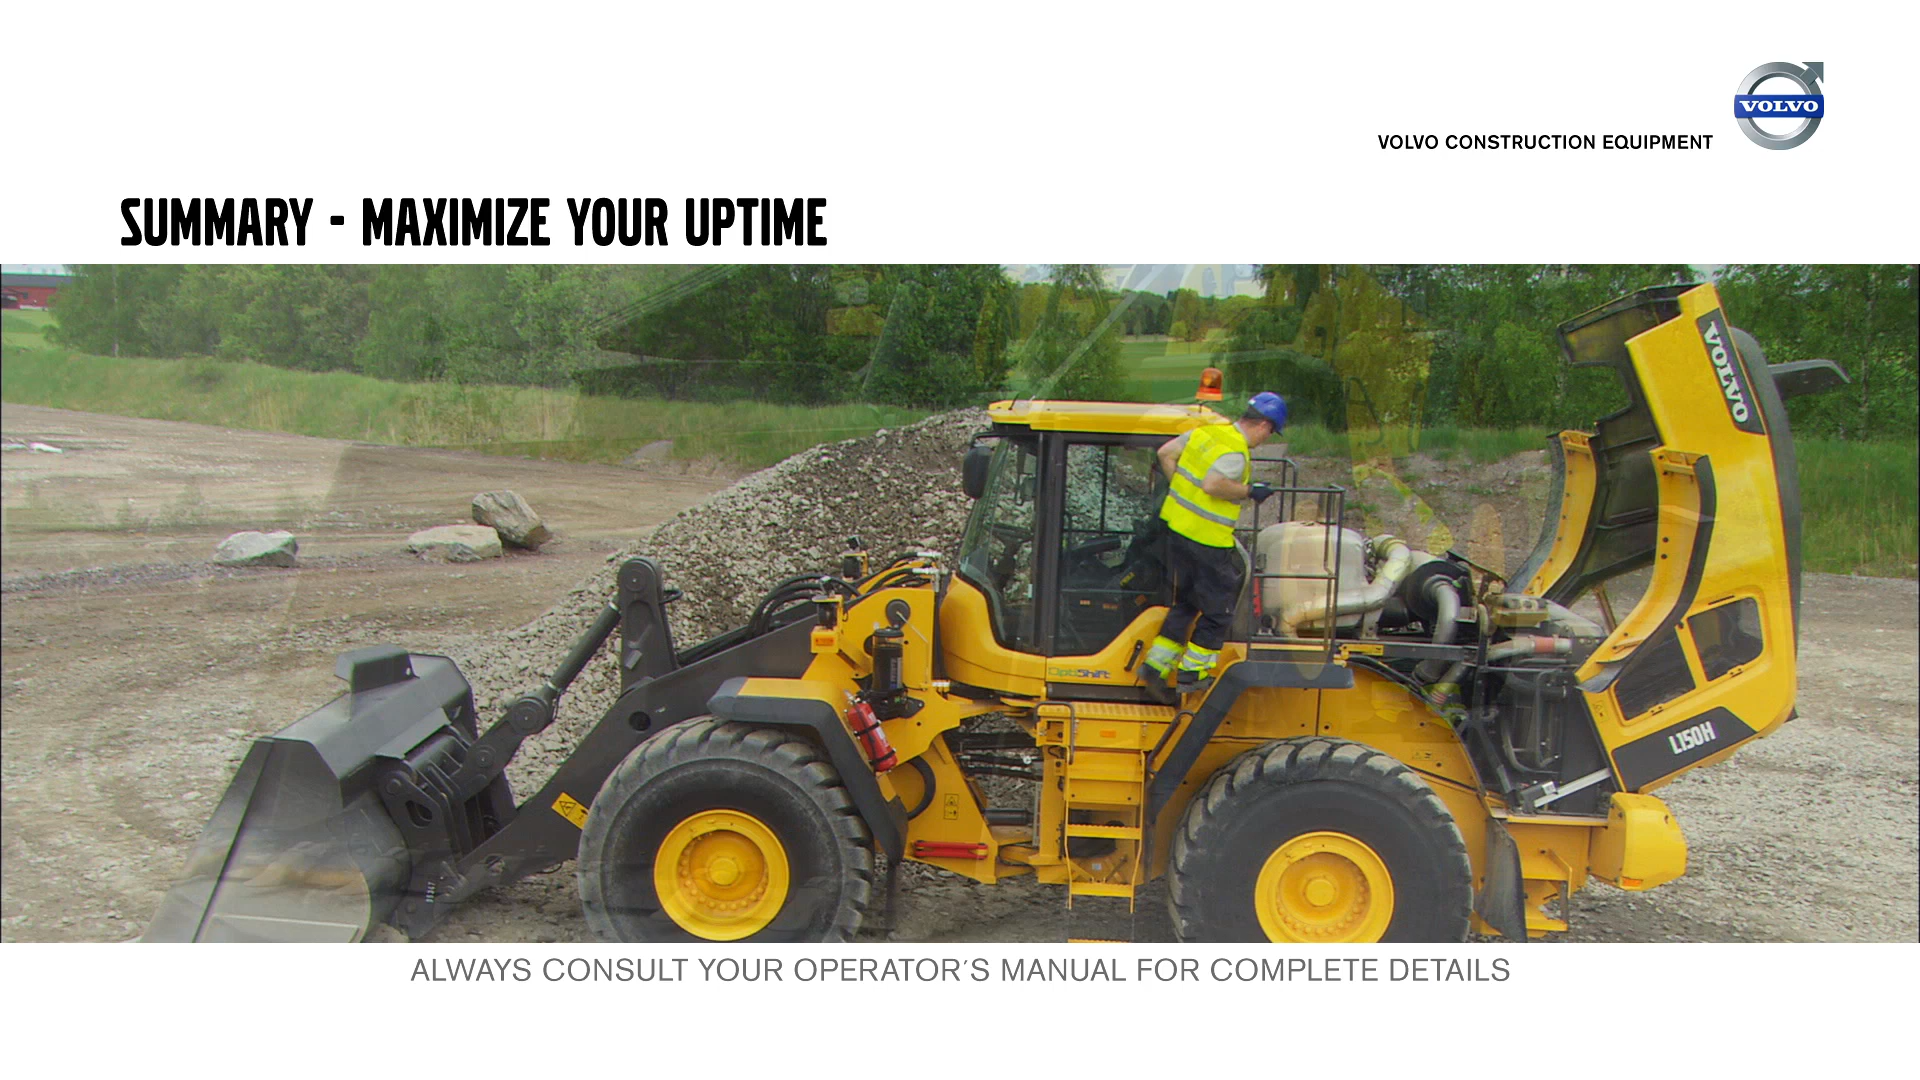 VOLVO
VOLVO CONSTRUCTION EQUIPMENT
SUMMARY - MAXIMIZE YOUR UPTIME
VOLVO
OptiShift
L150H
ALWAYS CONSULT YOUR OPERATOR´S MANUAL FOR COMPLETE DETAILS